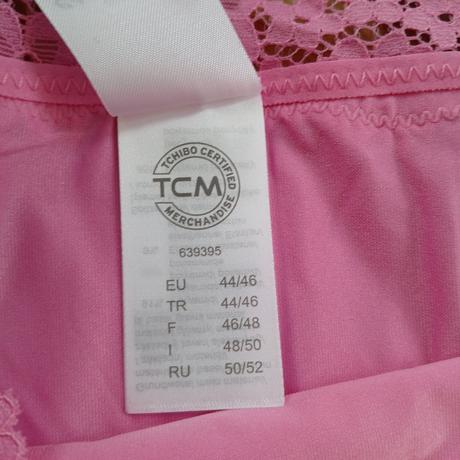 TCHIBO CERTIFIED
TCM
MERCHANDISE
639395
EU 44/46
TR 44/46
F 46/48
I 48/50
RU 50/52